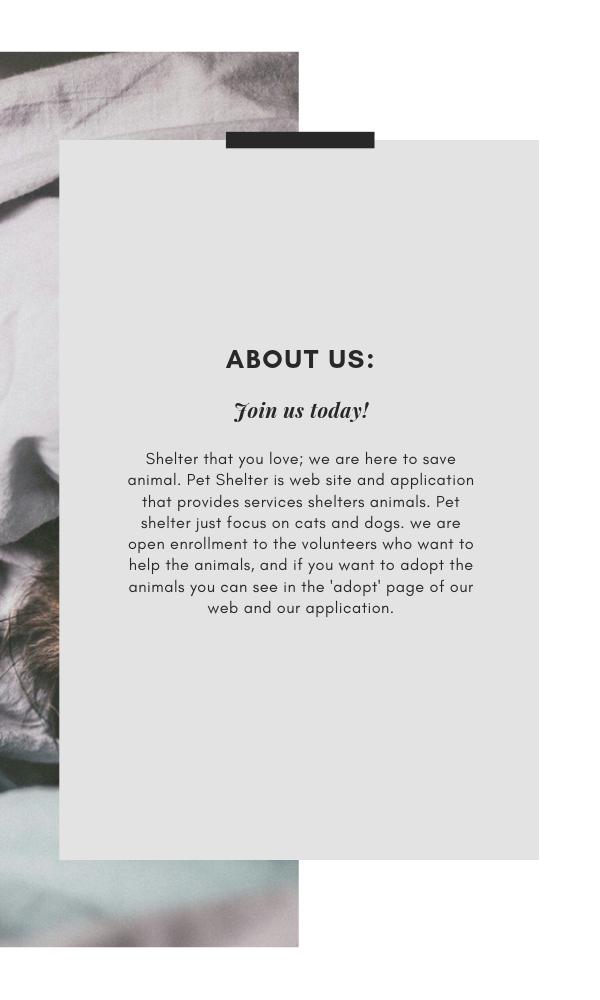 ABOUT US:
Join us today!
Shelter that you love; we are here to save
animal. Pet Shelter is web site and application
that provides services shelters animals. Pet
shelter just focus on cats and dogs. we are
open enrollment to the volunteers who want to
help the animals, and if you want to adopt the
animals you can see in the 'adopt' page of our
web and our application.